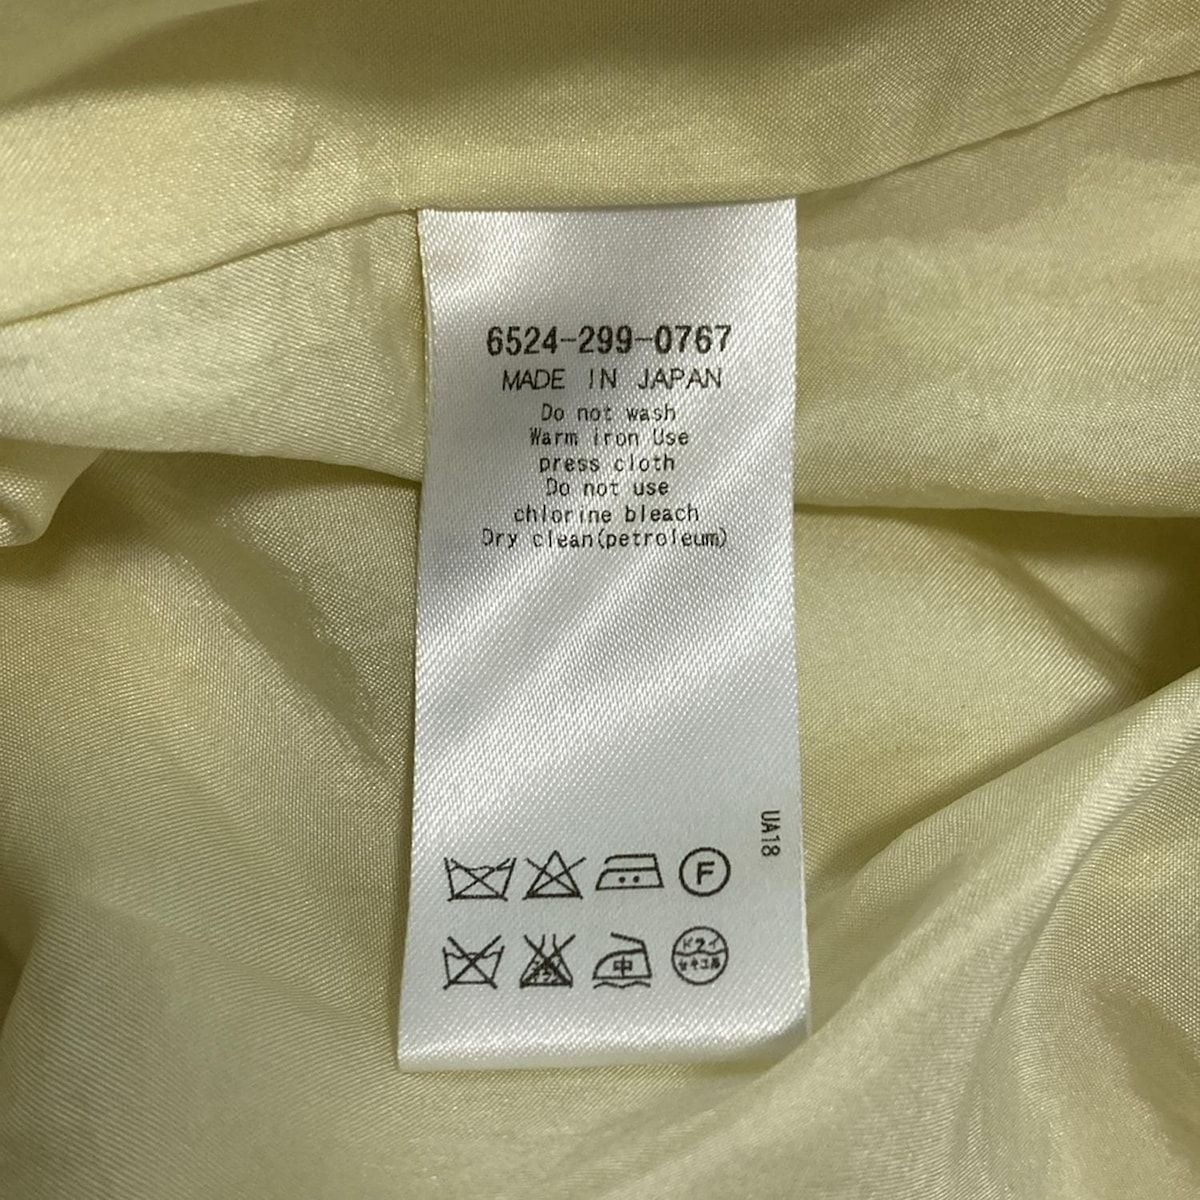 6524-299-0767
MADE IN JAPAN
Do not wash
Warm iron Use
press cloth
Do not use
chlorine bleach
Dry clean(petroleum)
UA18
F
中
ドライ
セキユ系